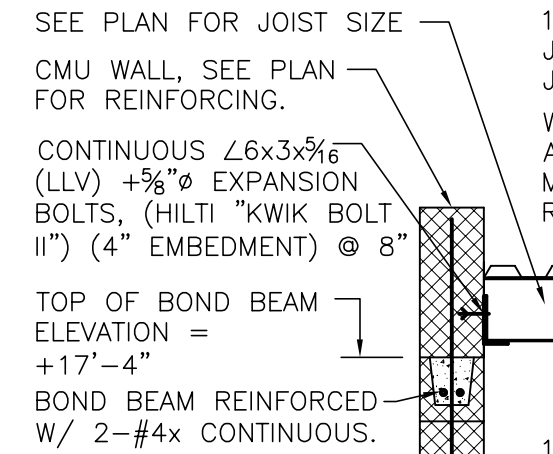 SEE PLAN FOR JOIST SIZE
CMU WALL, SEE PLAN
FOR REINFORCING.
CONTINUOUS ∠6x3x5/16
(LLV) +5/8"ø EXPANSION
BOLTS, (HILTI "KWIK BOLT
II") (4" EMBEDMENT) @ 8"
TOP OF BOND BEAM
ELEVATION =
+17'-4"
BOND BEAM REINFORCED
W/ 2-#4x CONTINUOUS.
1
J
J
W
A
M
R
1